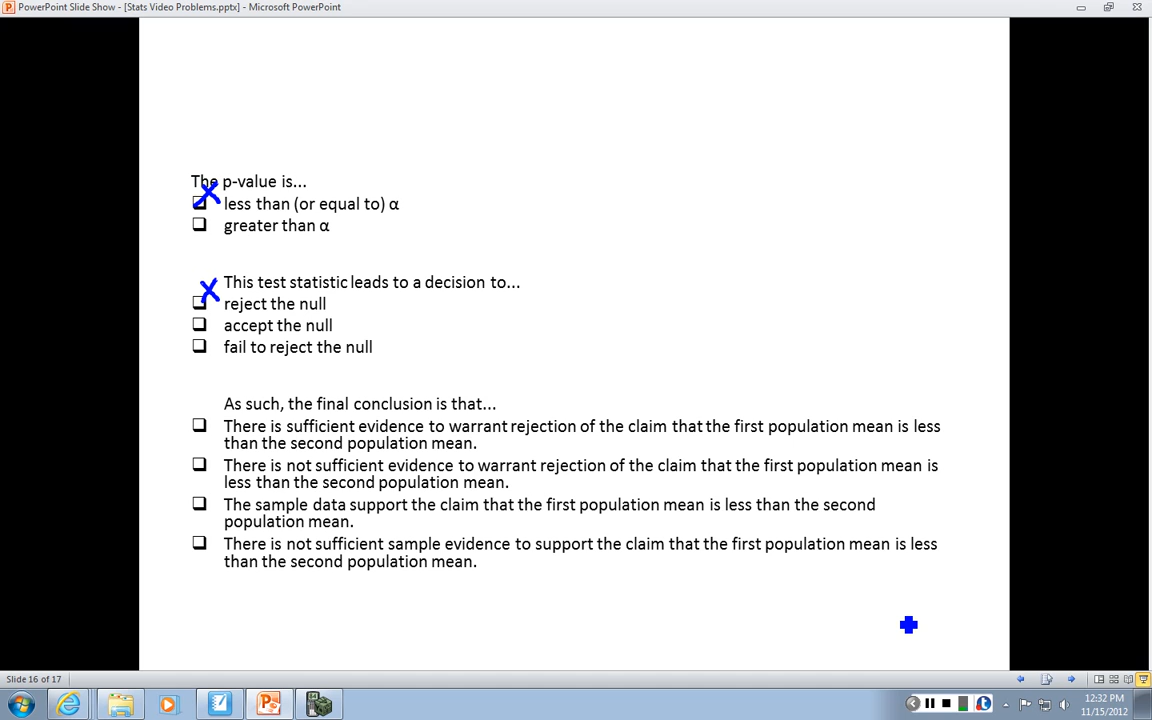 PowerPoint Slide Show - [Stats Video Problems.pptx] - Microsoft PowerPoint
The p-value is...
less than (or equal to) α
greater than α
This test statistic leads to a decision to...
reject the null
accept the null
fail to reject the null
As such, the final conclusion is that...
There is sufficient evidence to warrant rejection of the claim that the first population mean is less
than the second population mean.
There is not sufficient evidence to warrant rejection of the claim that the first population mean is
less than the second population mean.
The sample data support the claim that the first population mean is less than the second
population mean.
There is not sufficient sample evidence to support the claim that the first population mean is less
than the second population mean.
Slide 16 of 17
12:32 PM
11/15/2012